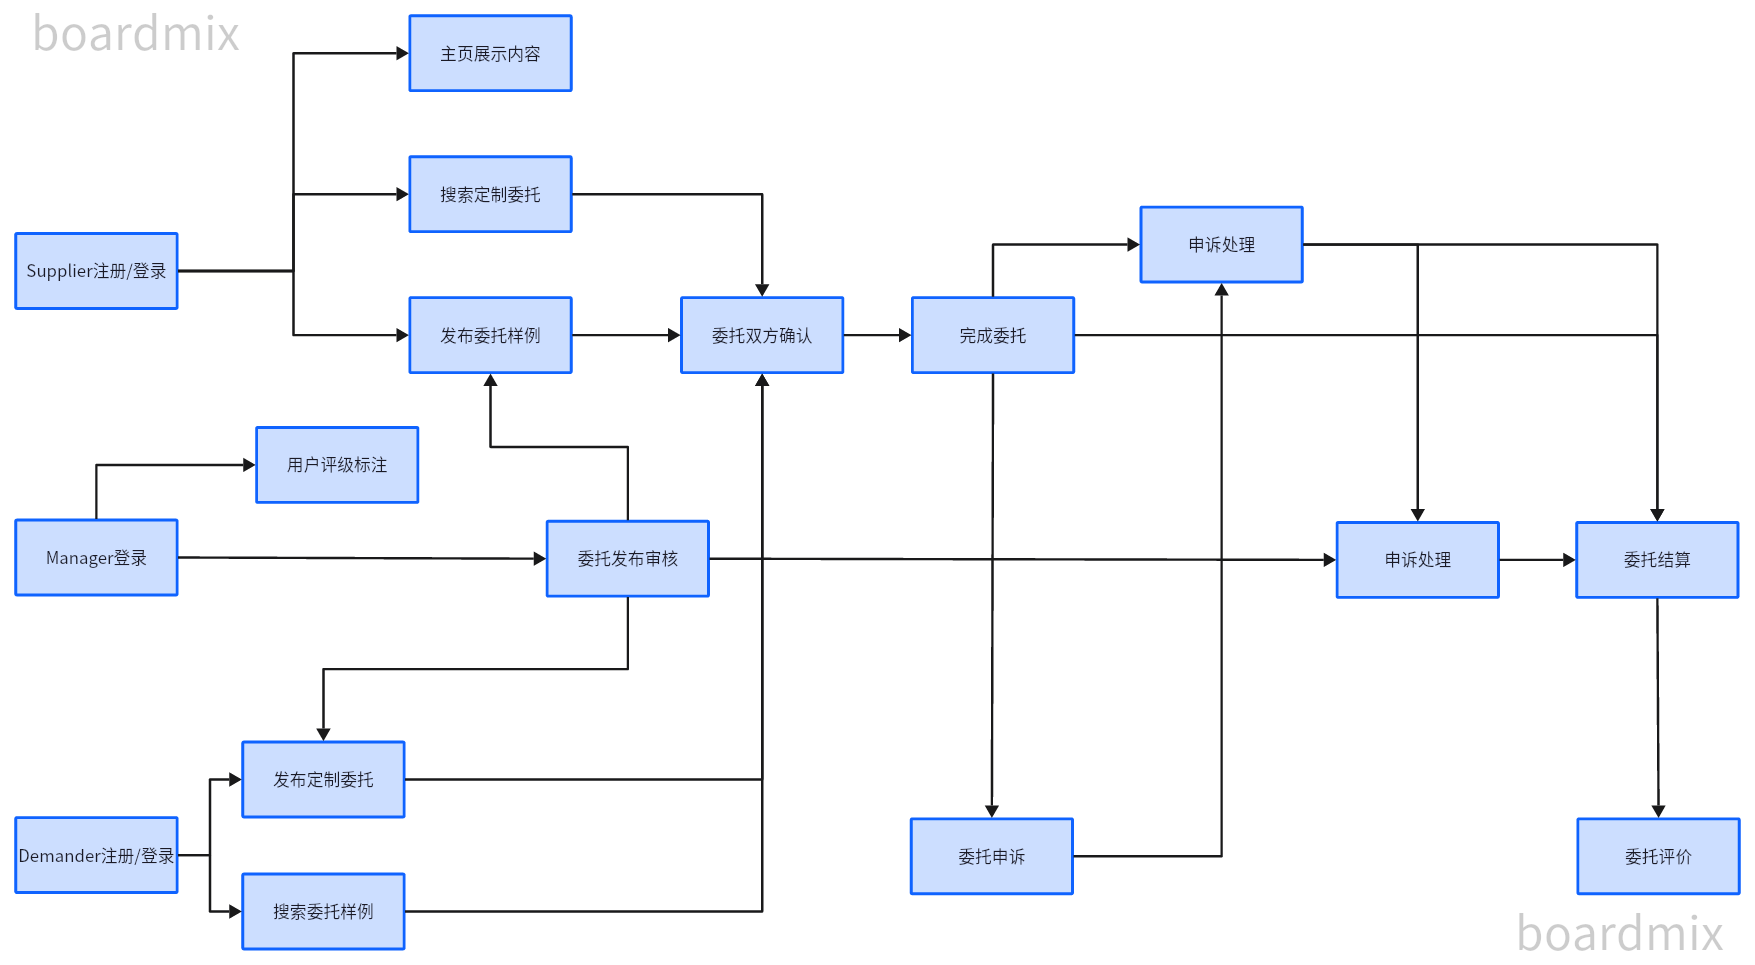 boardmix
主页展示内容
搜索定制委托
申诉处理
Supplier注册/登录
发布委托样例
委托双方确认
完成委托
用户评级标注
Manager登录
委托发布审核
申诉处理
委托结算
发布定制委托
Demander注册/登录
委托申诉
委托评价
搜索委托样例
boardmix